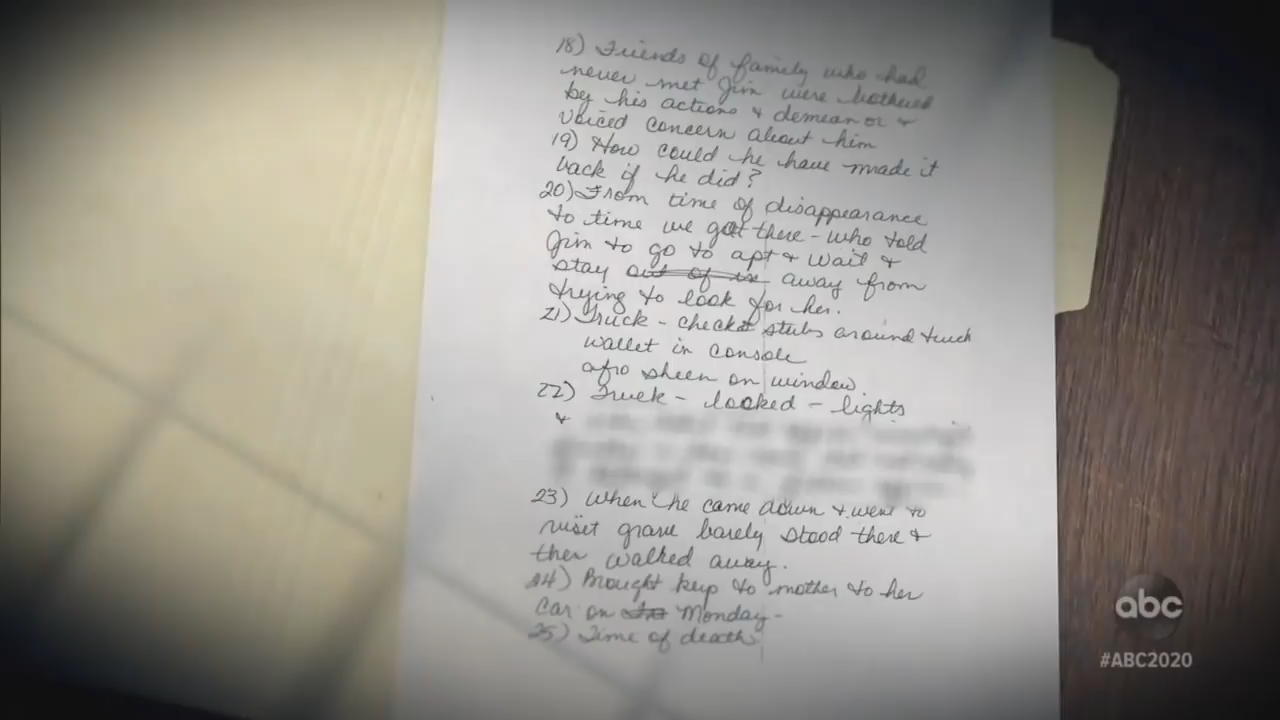 18) Friends of family who had
never met Jim were bothered
by his actions & demeanor &
voiced concern about him
19) How could he have made it
back if he did?
20) From time of disappearance
to time we got there - who told
Jim to go to apt & wait &
stay out of in away from
trying to look for her.
21) Truck - check stubs around truck
wallet in console
afro sheen on window
22) Truck - locked - lights
&
23) When he came down & went to
visit grave barely stood there &
then walked away.
24) Brought keys to mother to her
car on Monday -
25) Time of death
abc
#ABC2020